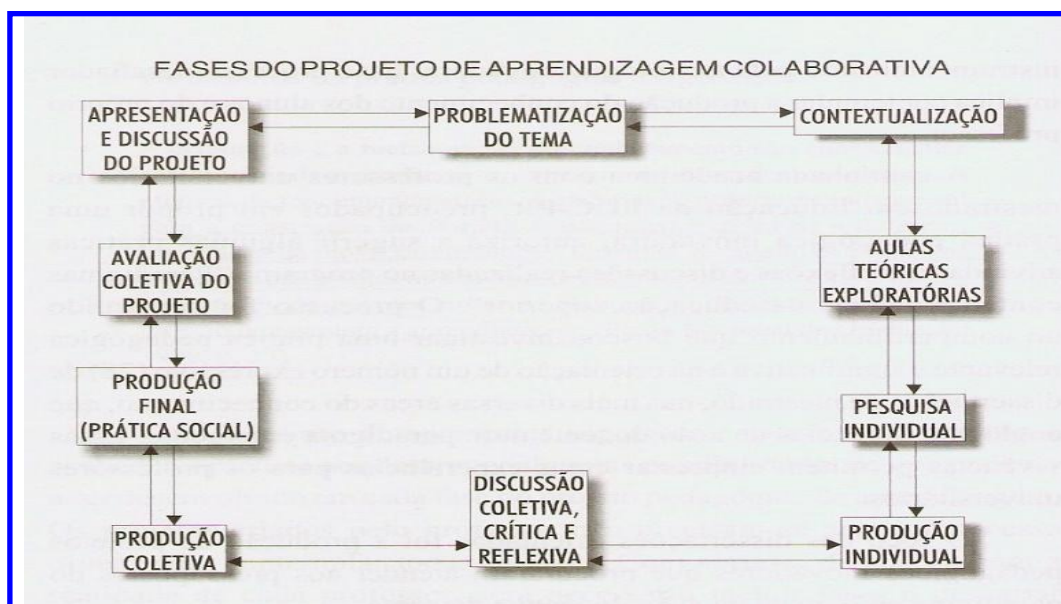 FASES DO PROJETO DE APRENDIZAGEM COLABORATIVA
APRESENTAÇÃO
E DISCUSSÃO
DO PROJETO
PROBLEMATIZAÇÃO
DO TEMA
CONTEXTUALIZAÇÃO
AULAS
TEÓRICAS
EXPLORATÓRIAS
PESQUISA
INDIVIDUAL
PRODUÇÃO
INDIVIDUAL
DISCUSSÃO
COLETIVA,
CRÍTICA E
REFLEXIVA
PRODUÇÃO
COLETIVA
PRODUÇÃO
FINAL
(PRÁTICA SOCIAL)
AVALIAÇÃO
COLETIVA DO
PROJETO